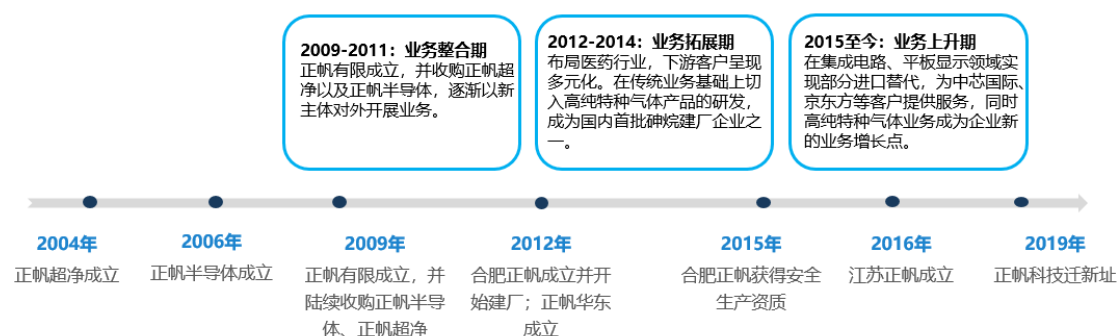 2009-2011：业务整合期
正帆有限成立，并收购正帆超
净以及正帆半导体，逐渐以新
主体对外开展业务。
2012-2014：业务拓展期
布局医药行业，下游客户呈现
多元化。在传统业务基础上切
入高纯特种气体产品的研发，
成为国内首批砷烷建厂企业之
一。
2015至今：业务上升期
在集成电路、平板显示领域实
现部分进口替代，为中芯国际、
京东方等客户提供服务，同时
高纯特种气体业务成为企业新
的业务增长点。
2004年
正帆超净成立
2006年
正帆半导体成立
2009年
正帆有限成立，并
陆续收购正帆半导
体、正帆超净
2012年
合肥正帆成立并开
始建厂；正帆华东
成立
2015年
合肥正帆获得安全
生产资质
2016年
江苏正帆成立
2019年
正帆科技迁新址